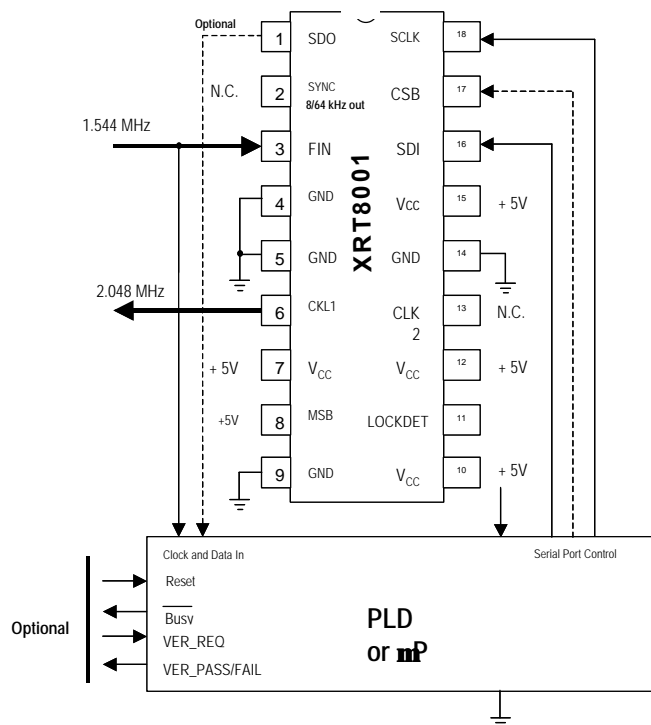 Optional
1 SDO SCLK 18
N.C. 2 SYNC 8/64 kHz out CSB 17
1.544 MHz
3 FIN SDI 16
4 GND Vcc 15 + 5V
XRT8001
5 GND GND 14
2.048 MHz
6 CKL1 CLK 2 13 N.C.
+ 5V 7 VCC VCC 12 + 5V
+5V 8 MSB LOCKDET 11
9 GND VCC 10 + 5V
Clock and Data In Serial Port Control
Reset
Busy
Optional
VER_REQ
VER_PASS/FAIL
PLD
or mP